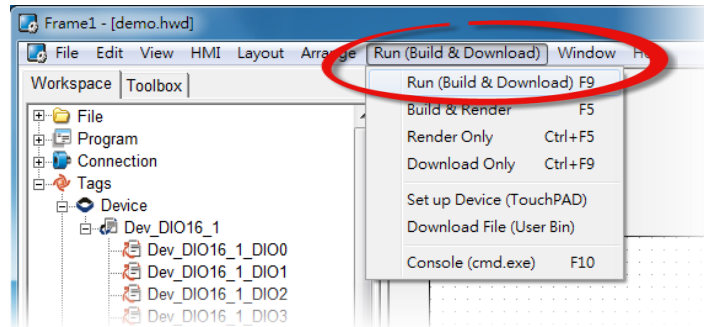 Frame1 - [demo.hwd]
File Edit View HMI Layout Arrange Run (Build & Download) Window
Workspace Toolbox
Run (Build & Download) F9
Build & Render F5
Render Only Ctrl+F5
Download Only Ctrl+F9
Set up Device (TouchPAD)
Download File (User Bin)
Console (cmd.exe) F10
File
Program
Connection
Tags
Device
Dev_DIO16_1
Dev_DIO16_1_DIO0
Dev_DIO16_1_DIO1
Dev_DIO16_1_DIO2
Dev_DIO16_1_DIO3